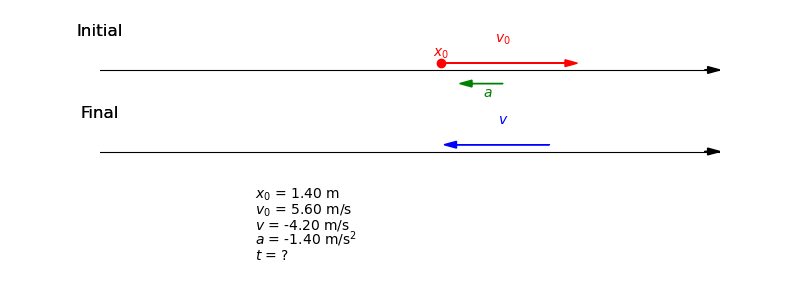 Initial
v₀
x₀
a
Final
v
x₀ = 1.40 m
v₀ = 5.60 m/s
v = -4.20 m/s
a = -1.40 m/s²
t = ?